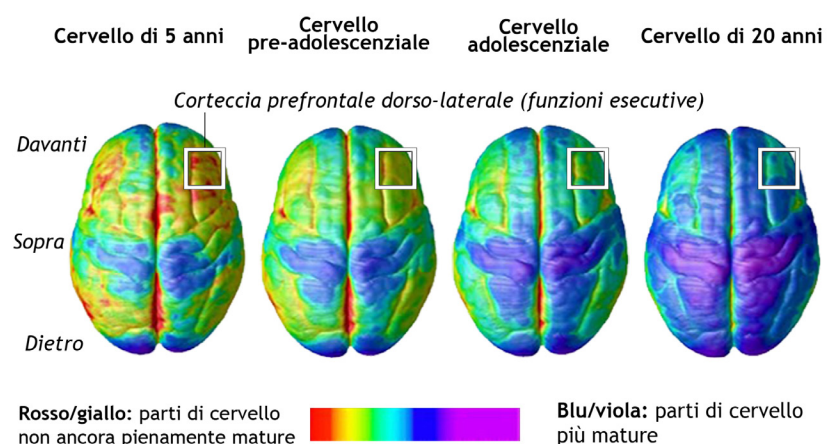 Cervello di 5 anni
Cervello
pre-adolescenziale
Cervello
adolescenziale
Cervello di 20 anni
Corteccia prefrontale dorso-laterale (funzioni esecutive)
Davanti
Sopra
Dietro
Rosso/giallo: parti di cervello
non ancora pienamente mature
Blu/viola: parti di cervello
più mature